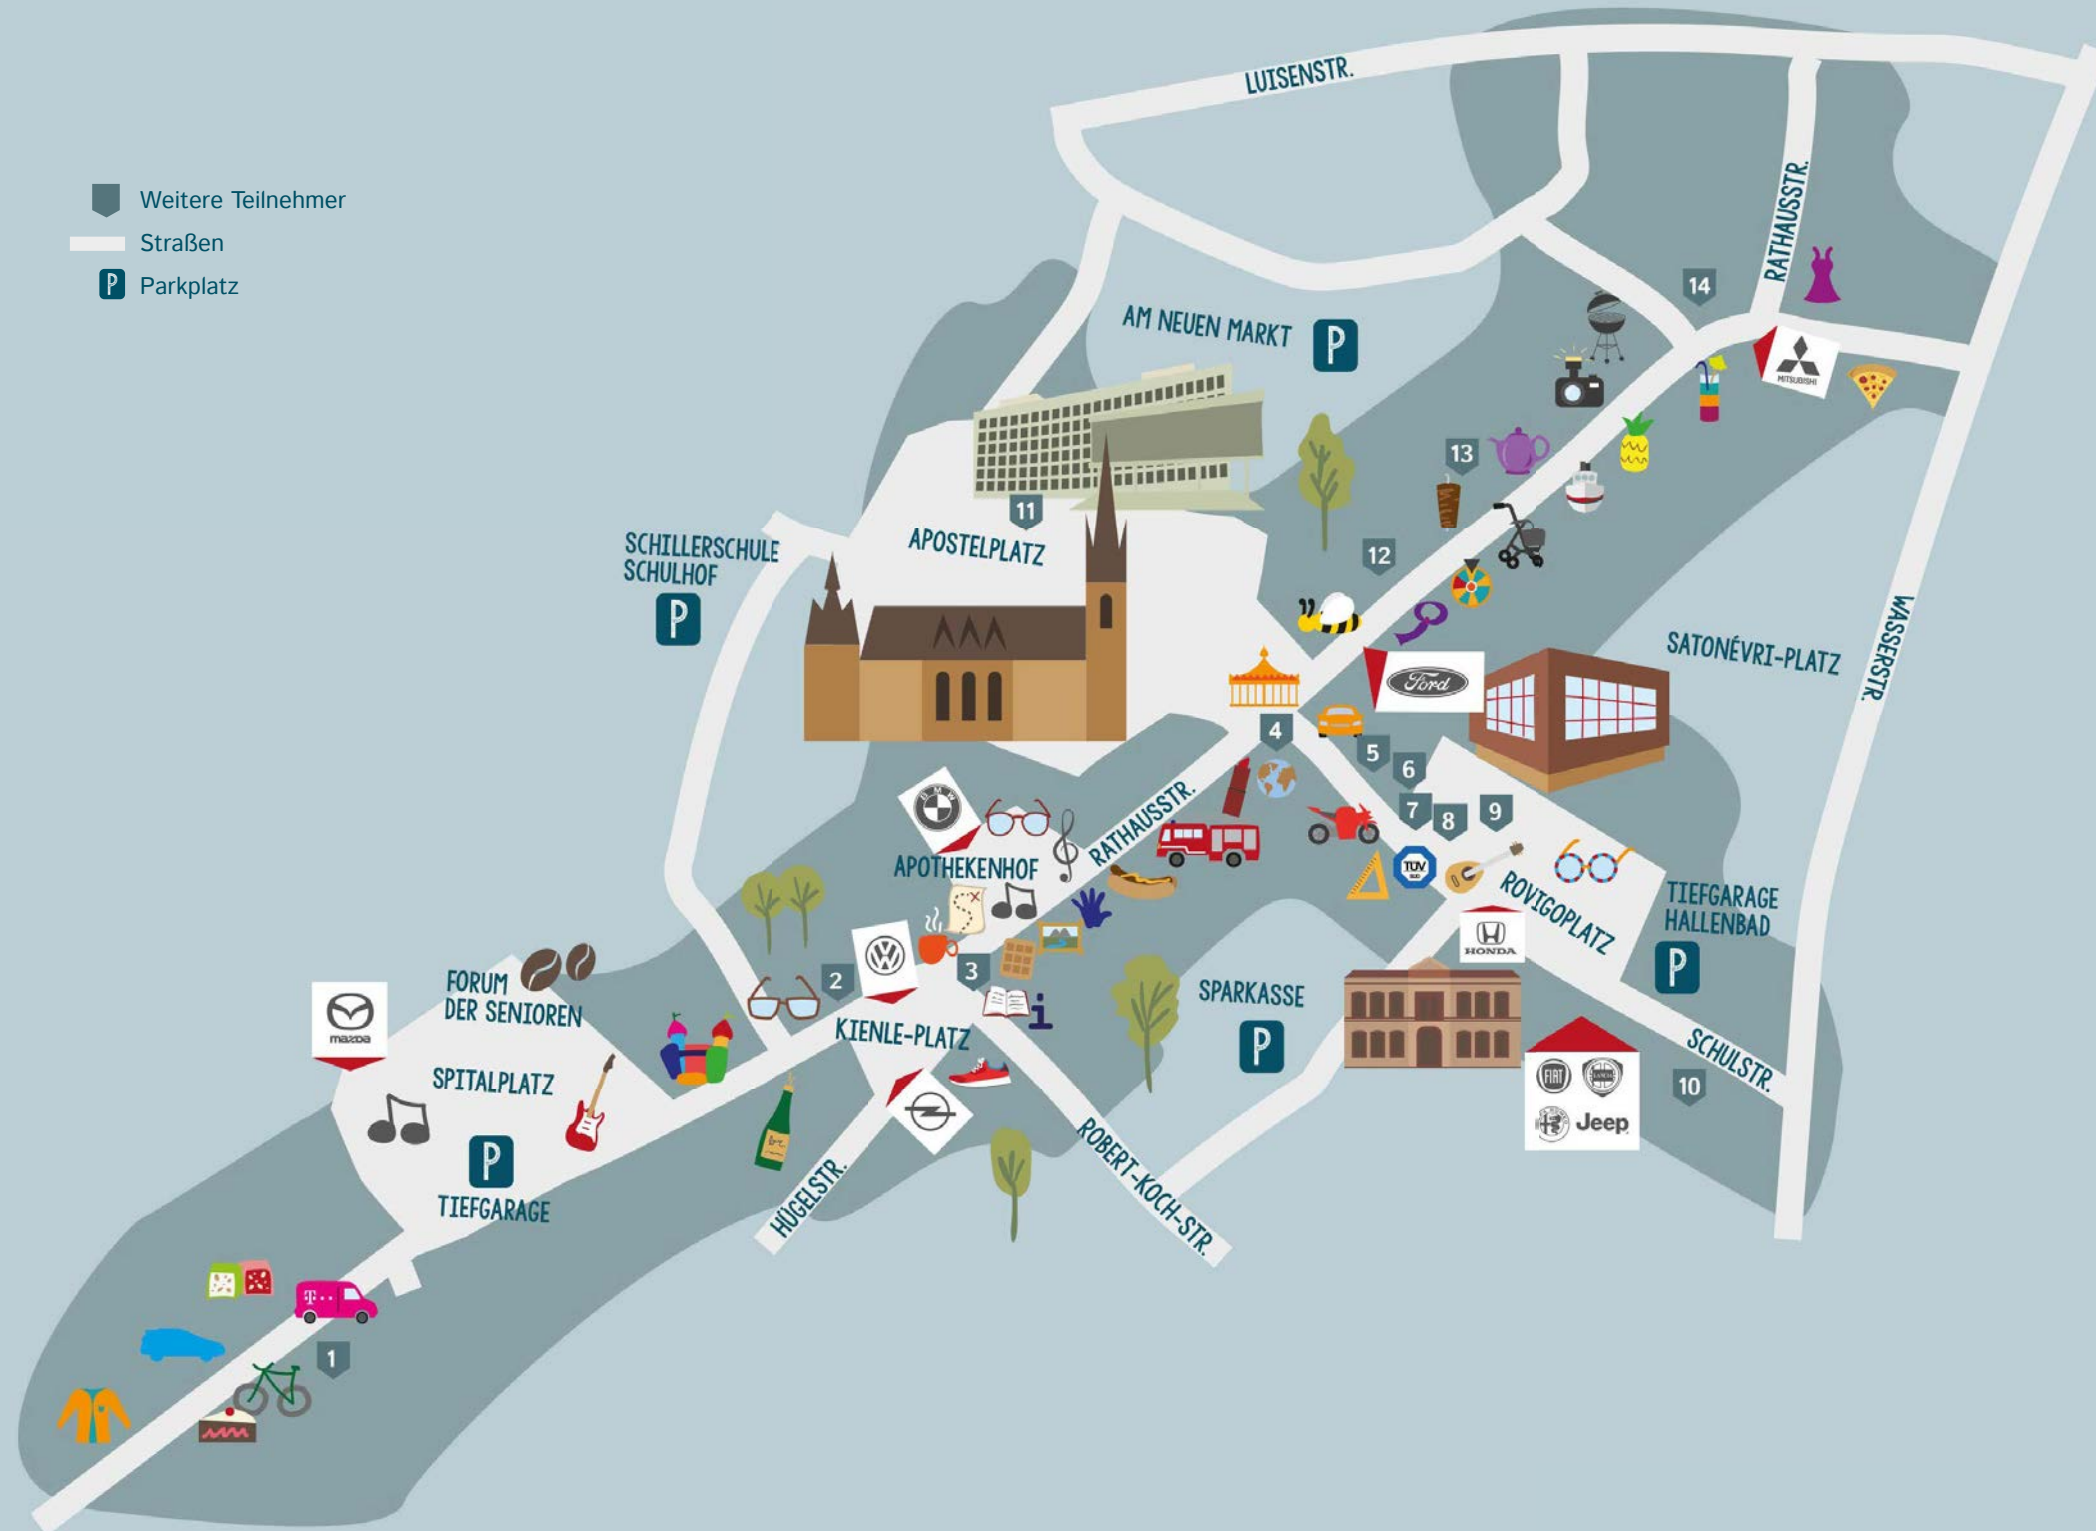 LUISENSTR.
Weitere Teilnehmer
Straßen
P Parkplatz
RATHAUSSTR.
14
AM NEUEN MARKT P
MITSUBISHI
13
11
APOSTELPLATZ
SCHILLERSCHULE
SCHULHOF
P
12
WASSERSTR.
SATONÉVRI-PLATZ
Ford
4
5
6
7
8
9
BMW
RATHAUSSTR.
APOTHEKENHOF
TÜV
SÜD
ROVIGOPLATZ
TIEFGARAGE
HALLENBAD
P
HONDA
2
3
FORUM
DER SENIOREN
mazda
KIENLE-PLATZ
i
SPARKASSE
P
SCHULSTR.
10
FIAT
Jeep
SPITALPLATZ
P
TIEFGARAGE
HÜGELSTR.
ROBERT-KOCH-STR.
T
1